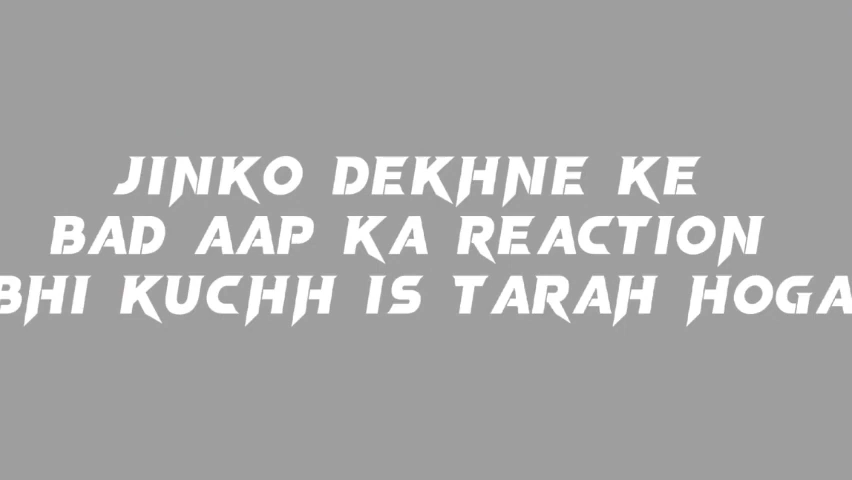 JINKO DEKHNE KE
BAD AAP KA REACTION
BHI KUCHH IS TARAH HOGA